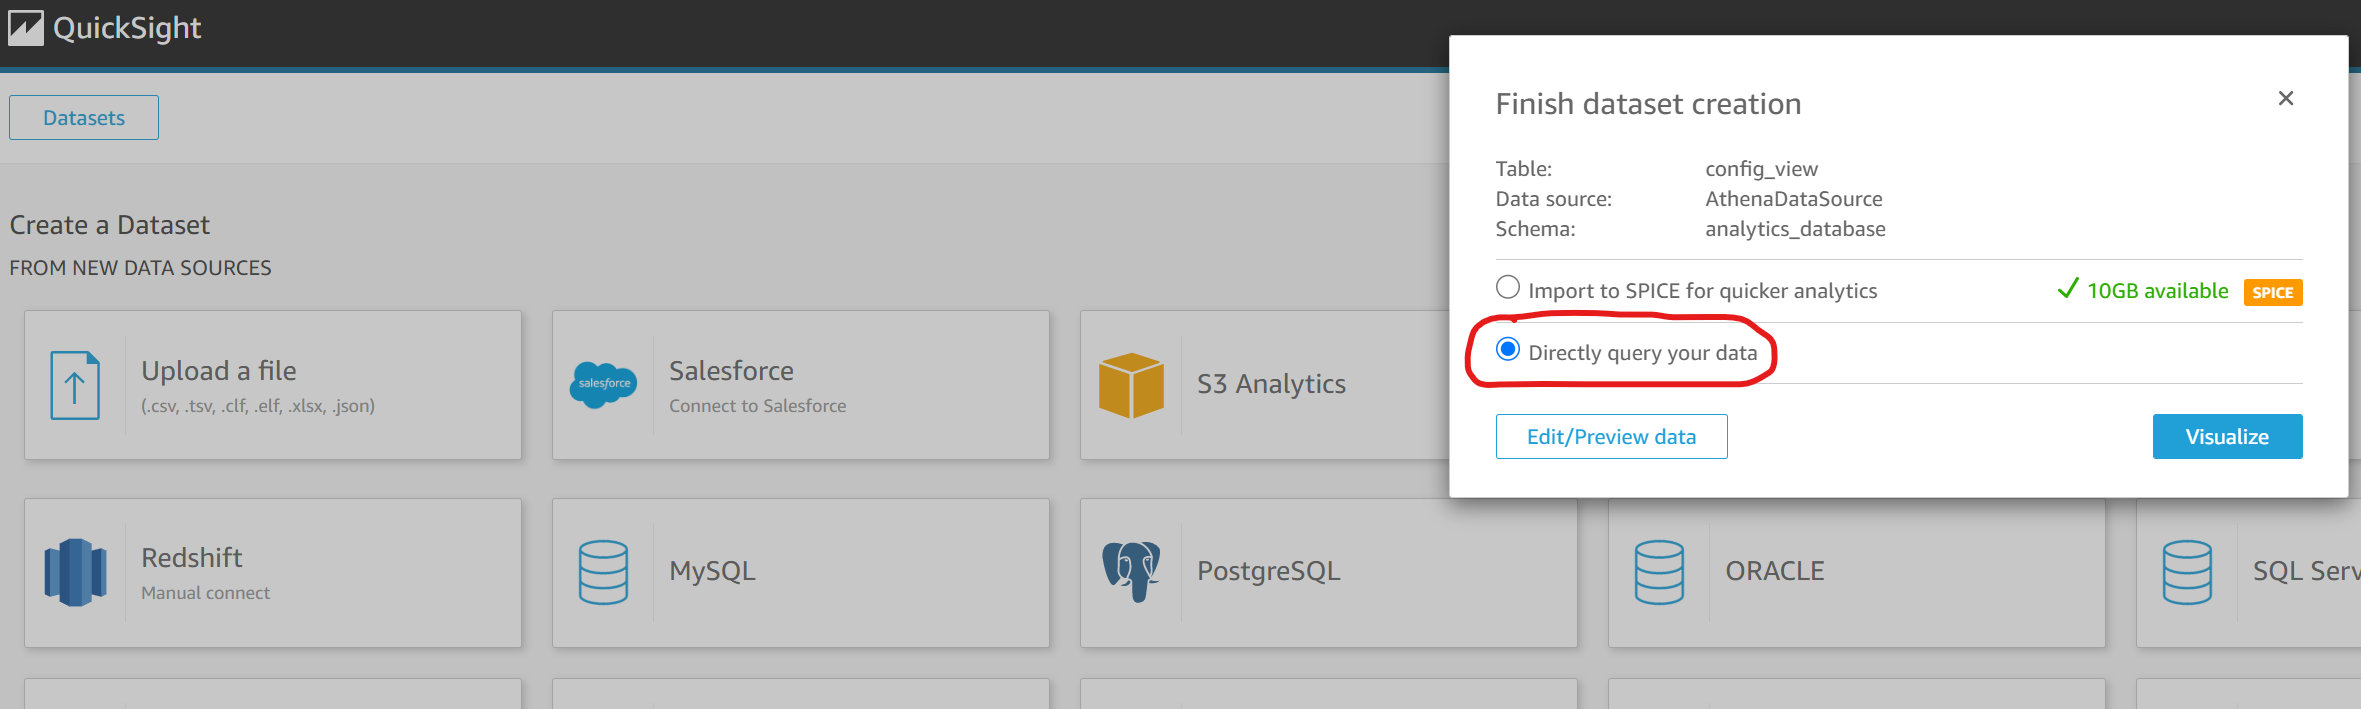 QuickSight
Datasets
Create a Dataset
FROM NEW DATA SOURCES
Upload a file
(.csv, .tsv, .clf, .elf, .xlsx, .json)
salesforce
Salesforce
Connect to Salesforce
S3 Analytics
Redshift
Manual connect
MySQL
PostgreSQL
ORACLE
SQL Serv
Finish dataset creation
Table: config_view
Data source: AthenaDataSource
Schema: analytics_database
Import to SPICE for quicker analytics 10GB available SPICE
Directly query your data
Edit/Preview data Visualize